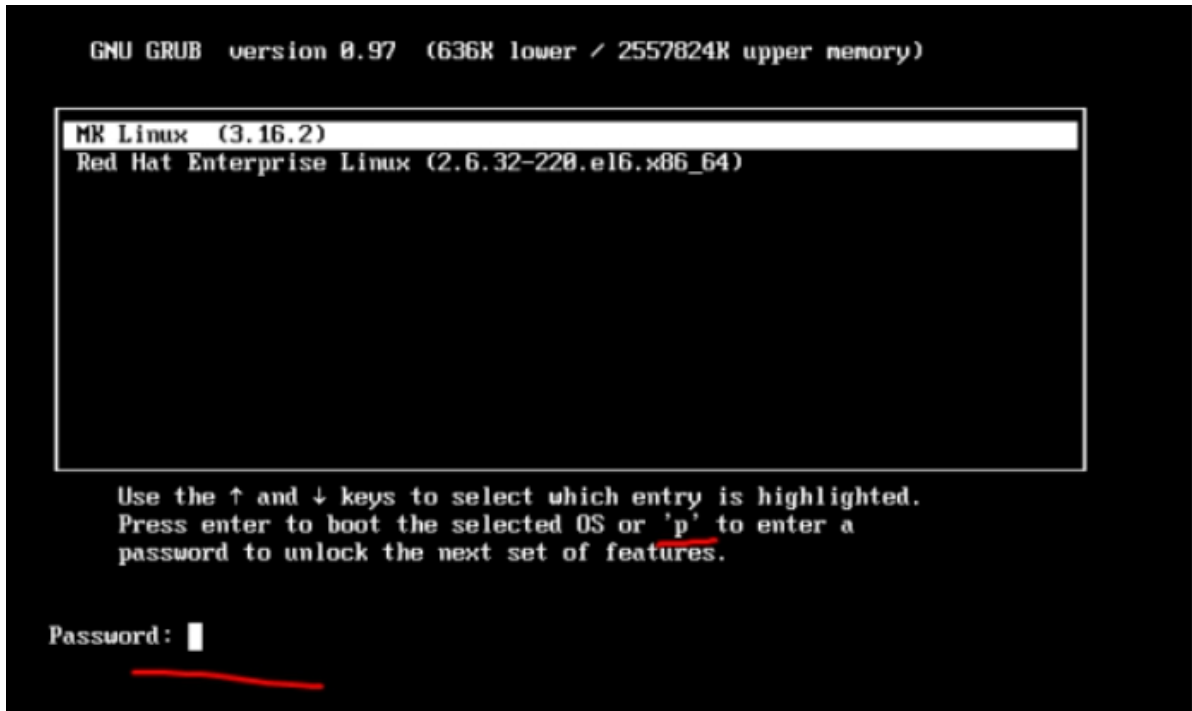 GNU GRUB version 0.97 (636K lower / 2557824K upper memory)
MK Linux (3.16.2)
Red Hat Enterprise Linux (2.6.32-220.el6.x86_64)
Use the ↑ and ↓ keys to select which entry is highlighted.
Press enter to boot the selected OS or 'p' to enter a
password to unlock the next set of features.
Password: